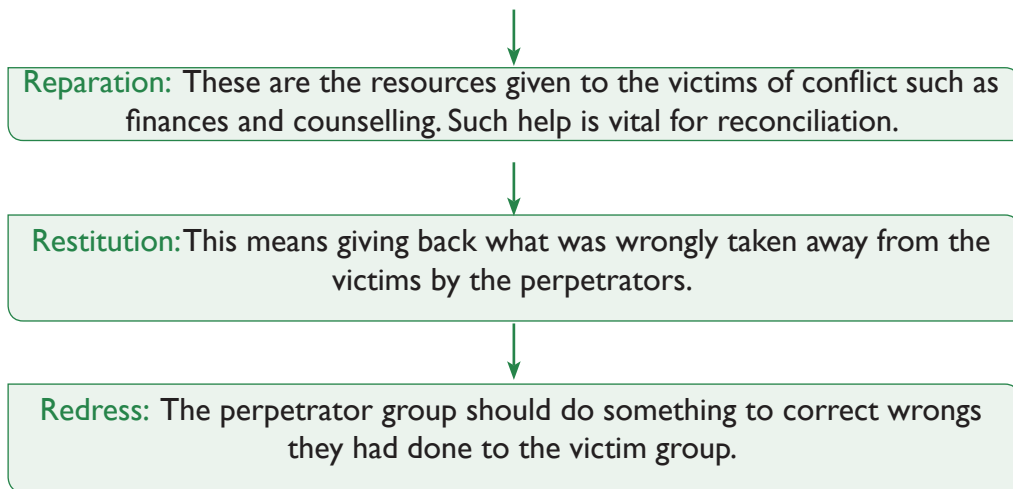 Reparation: These are the resources given to the victims of conflict such as
finances and counselling. Such help is vital for reconciliation.
Restitution: This means giving back what was wrongly taken away from the
victims by the perpetrators.
Redress: The perpetrator group should do something to correct wrongs
they had done to the victim group.